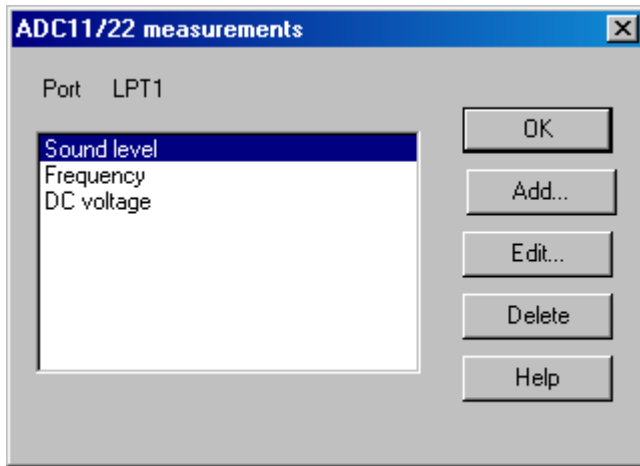 ADC11/22 measurements
Port LPT1
Sound level
Frequency
DC voltage
OK
Add...
Edit...
Delete
Help